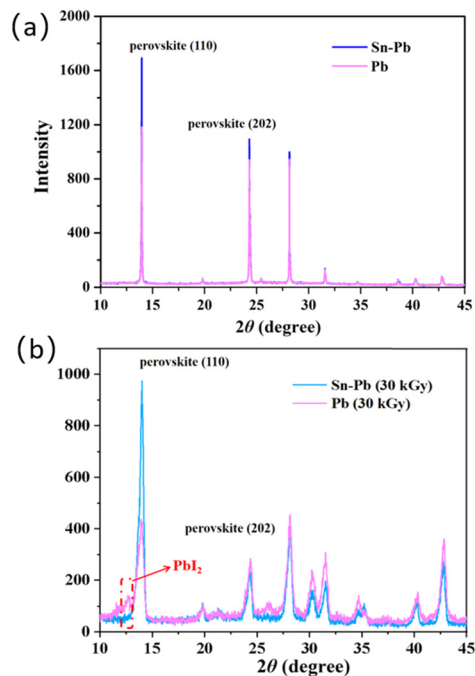 (a)
2000
1600
1200
800
400
0
Intensity
perovskite (110)
Sn-Pb
Pb
perovskite (202)
10 15 20 25 30 35 40 45
2θ (degree)
(b)
1000
800
600
400
200
0
perovskite (110)
Sn-Pb (30 kGy)
Pb (30 kGy)
perovskite (202)
PbI₂
10 15 20 25 30 35 40 45
2θ (degree)